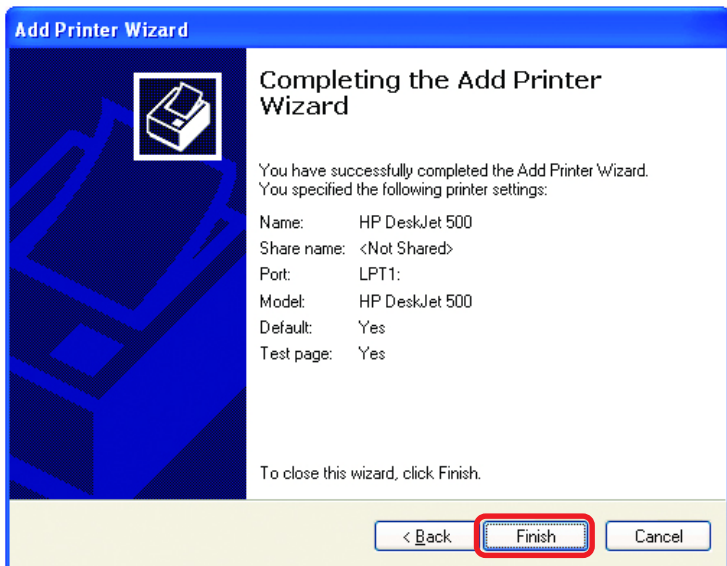 Add Printer Wizard
Completing the Add Printer
Wizard
You have successfully completed the Add Printer Wizard.
You specified the following printer settings:
Name: HP DeskJet 500
Share name: <Not Shared>
Port: LPT1:
Model: HP DeskJet 500
Default: Yes
Test page: Yes
To close this wizard, click Finish.
< Back Finish Cancel